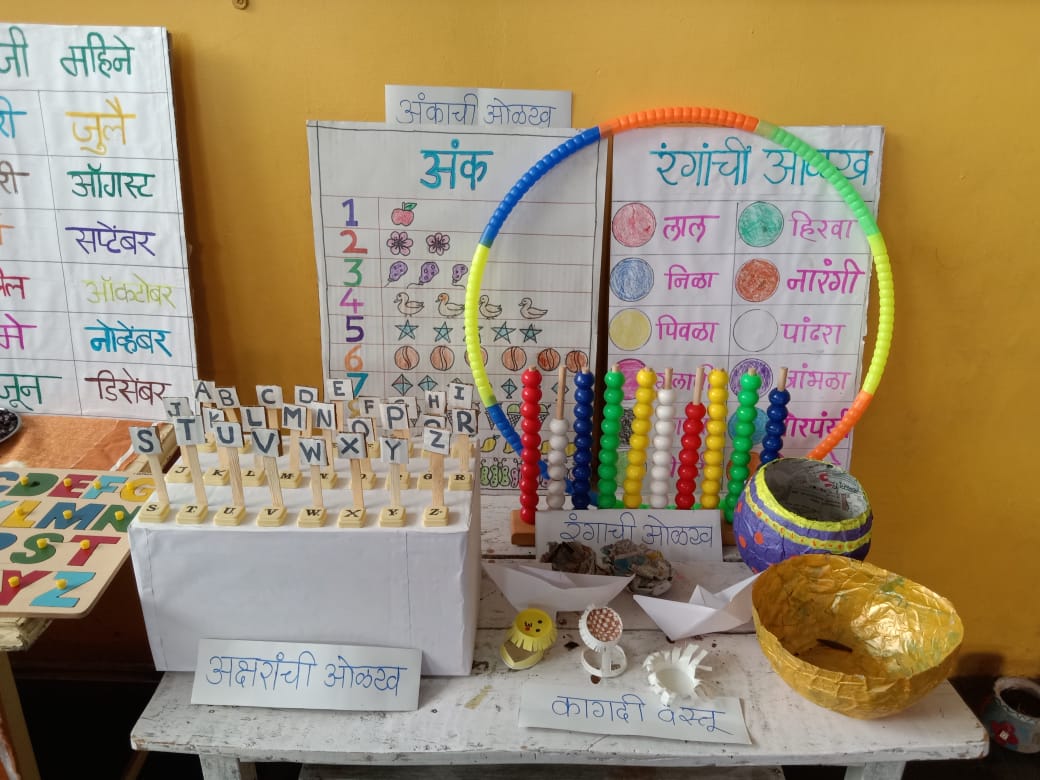 महिने
जुलै
ऑगस्ट
सप्टेंबर
ऑक्टोबर
मे नोव्हेंबर
जून डिसेंबर
अंकाची ओळख
अंक
1
2
3
4
5
6
7
रंगांची ओळख
लाल हिरवा
निळा नारंगी
पिवळा पांढरा
A B C D E F H I
J K L M N P R
S T U V W X Y Z
J K L M R
S T U V W X Y Z
C D E F G
L M N
S T
Y Z
रंगाची ओळख
अक्षरांची ओळख
कागदी वस्तू